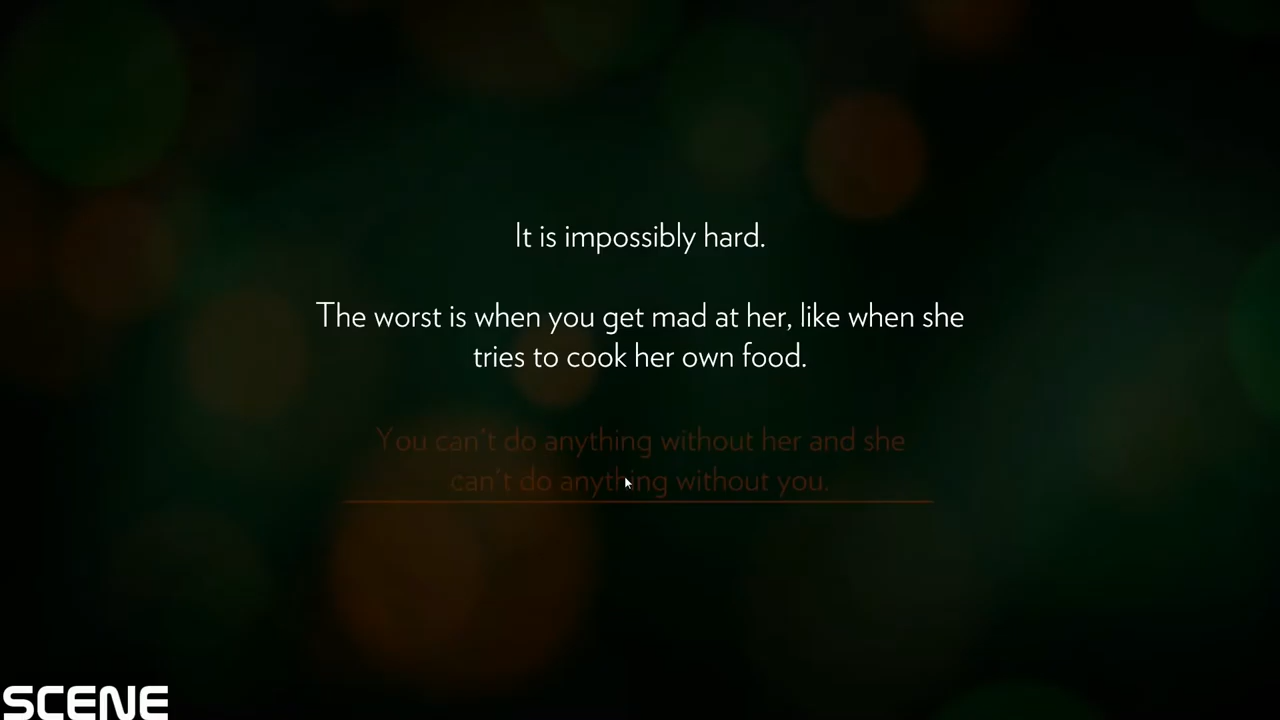 It is impossibly hard.
The worst is when you get mad at her, like when she
tries to cook her own food.
You can't do anything without her and she
can't do anything without you.
SCENE